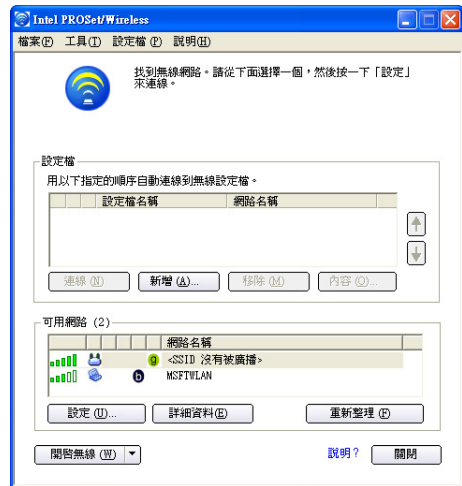 Intel PROSet/Wireless
檔案(F) 工具(T) 設定檔(P) 說明(H)
找到無線網路。請從下面選擇一個，然後按一下「設定」
來連線。
設定檔
用以下指定的順序自動連線到無線設定檔。
設定檔名稱 網路名稱
連線(N) 新增(A)... 移除(M) 內容(O)...
可用網路 (2)
網路名稱
g <SSID 沒有被廣播>
b MSFTWLAN
設定(U)... 詳細資料(E) 重新整理(F)
開啓無線(W) 說明? 關閉